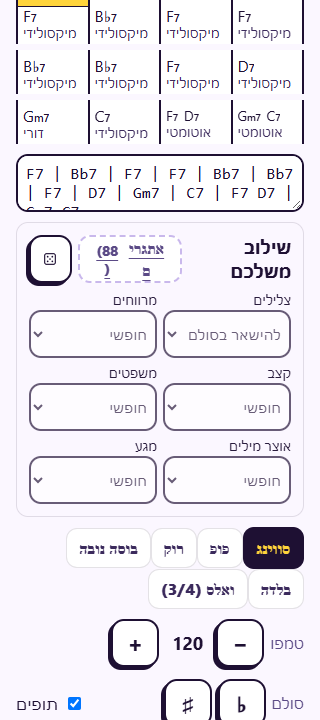 F7 Bb7 F7 F7
מיקסולידי מיקסולידי מיקסולידי מיקסולידי
Bb7 Bb7 F7 D7
מיקסולידי מיקסולידי מיקסולידי מיקסולידי
Gm7 C7 F7 D7 Gm7 C7
דורי מיקסולידי אוטומטי אוטומטי
F7 | Bb7 | F7 | F7 | Bb7 | Bb7
| F7 | D7 | Gm7 | C7 | F7 D7 |
שילוב משלכם
אתגרים (88)
צלילים
להישאר בסולם
מרווחים
חופשי
קצב
חופשי
משפטים
חופשי
אוצר מילים
חופשי
מגע
חופשי
סווינג פופ רוק בוסה נובה
בלדה ואלס (3/4)
טמפו − 120 +
סולם ♭ ♯ תופים